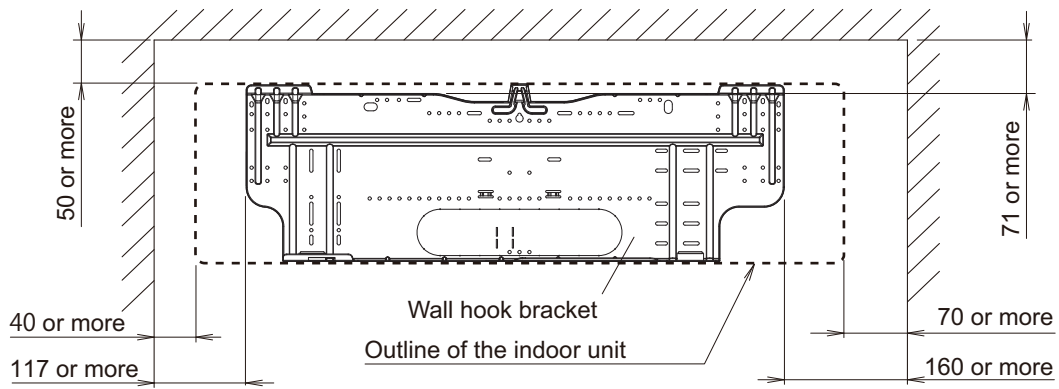 50 or more
71 or more
Wall hook bracket
40 or more
70 or more
Outline of the indoor unit
117 or more
160 or more